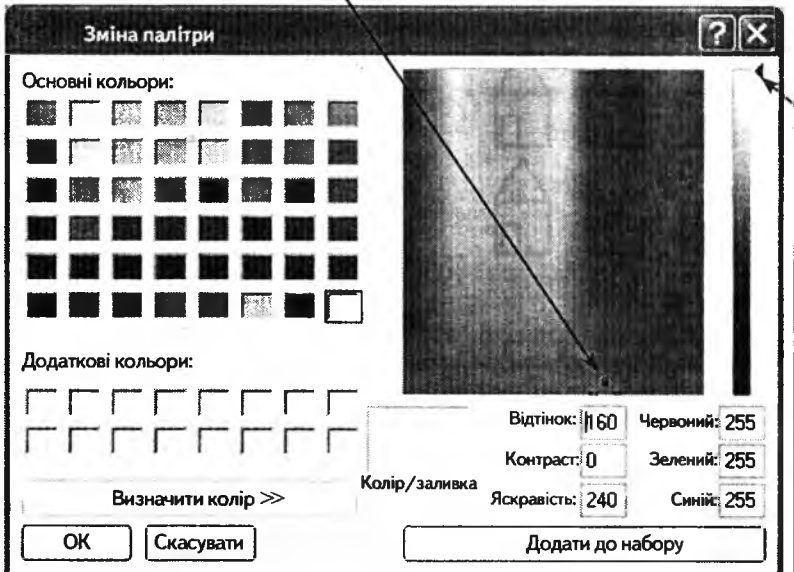 Зміна палітри
Основні кольори:
Додаткові кольори:
Визначити колір >>
ОК
Скасувати
Колір/заливка
Відтінок: 160
Контраст: 0
Яскравість: 240
Червоний: 255
Зелений: 255
Синій: 255
Додати до набору